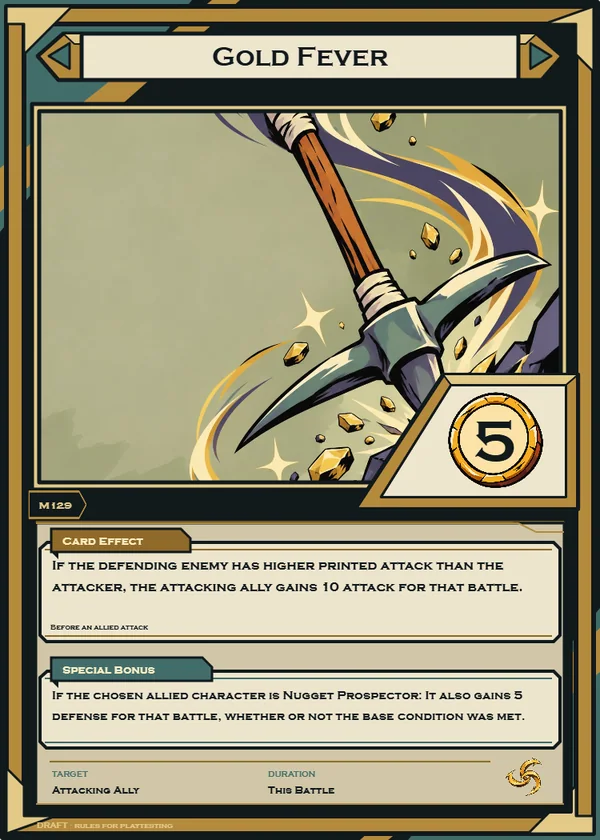 Gold Fever
5
M129
Card Effect
If the defending enemy has higher printed attack than the
attacker, the attacking ally gains 10 attack for that battle.
Before an allied attack
Special Bonus
If the chosen allied character is Nugget Prospector: It also gains 5
defense for that battle, whether or not the base condition was met.
Target
Duration
Attacking Ally
This Battle
DRAFT · Rules for playtesting